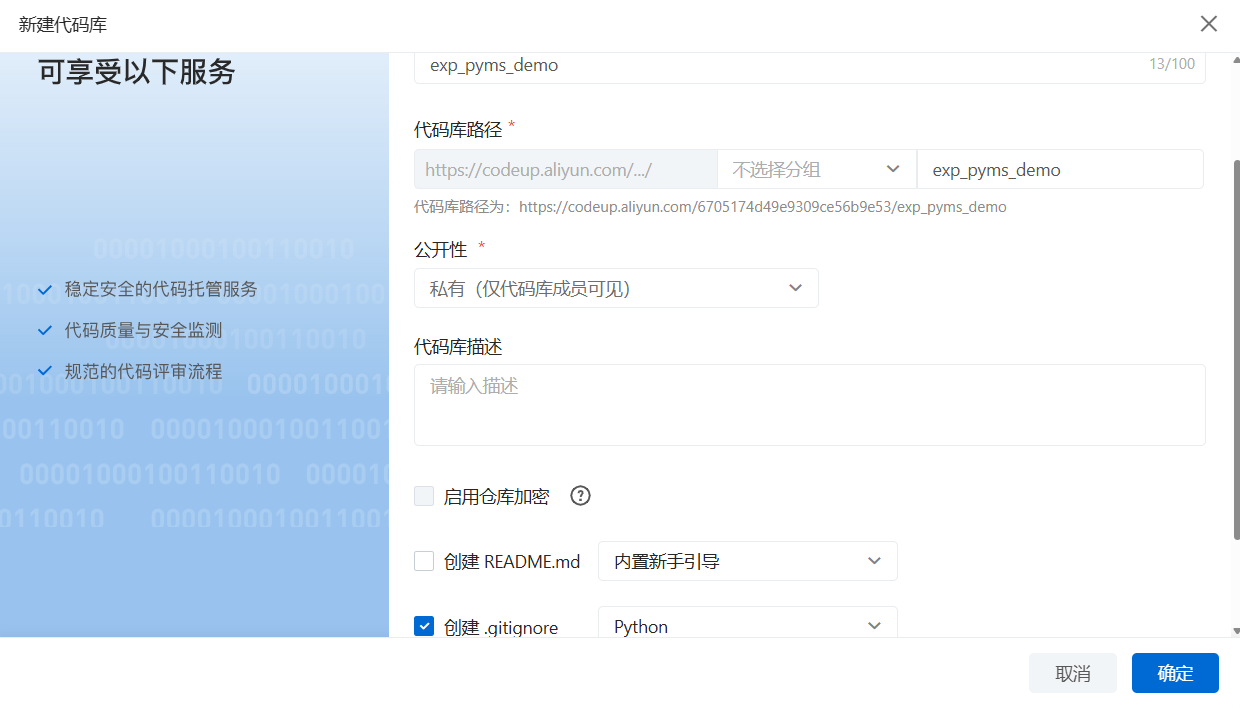 新建代码库
可享受以下服务
00001000100110010
稳定安全的代码托管服务
代码质量与安全监测
规范的代码评审流程
exp_pyms_demo
13/100
代码库路径 *
https://codeup.aliyun.com/.../
不选择分组
exp_pyms_demo
代码库路径为：https://codeup.aliyun.com/6705174d49e9309ce56b9e53/exp_pyms_demo
公开性 *
私有（仅代码库成员可见）
代码库描述
请输入描述
启用仓库加密
创建 README.md
内置新手引导
创建 .gitignore
Python
取消
确定